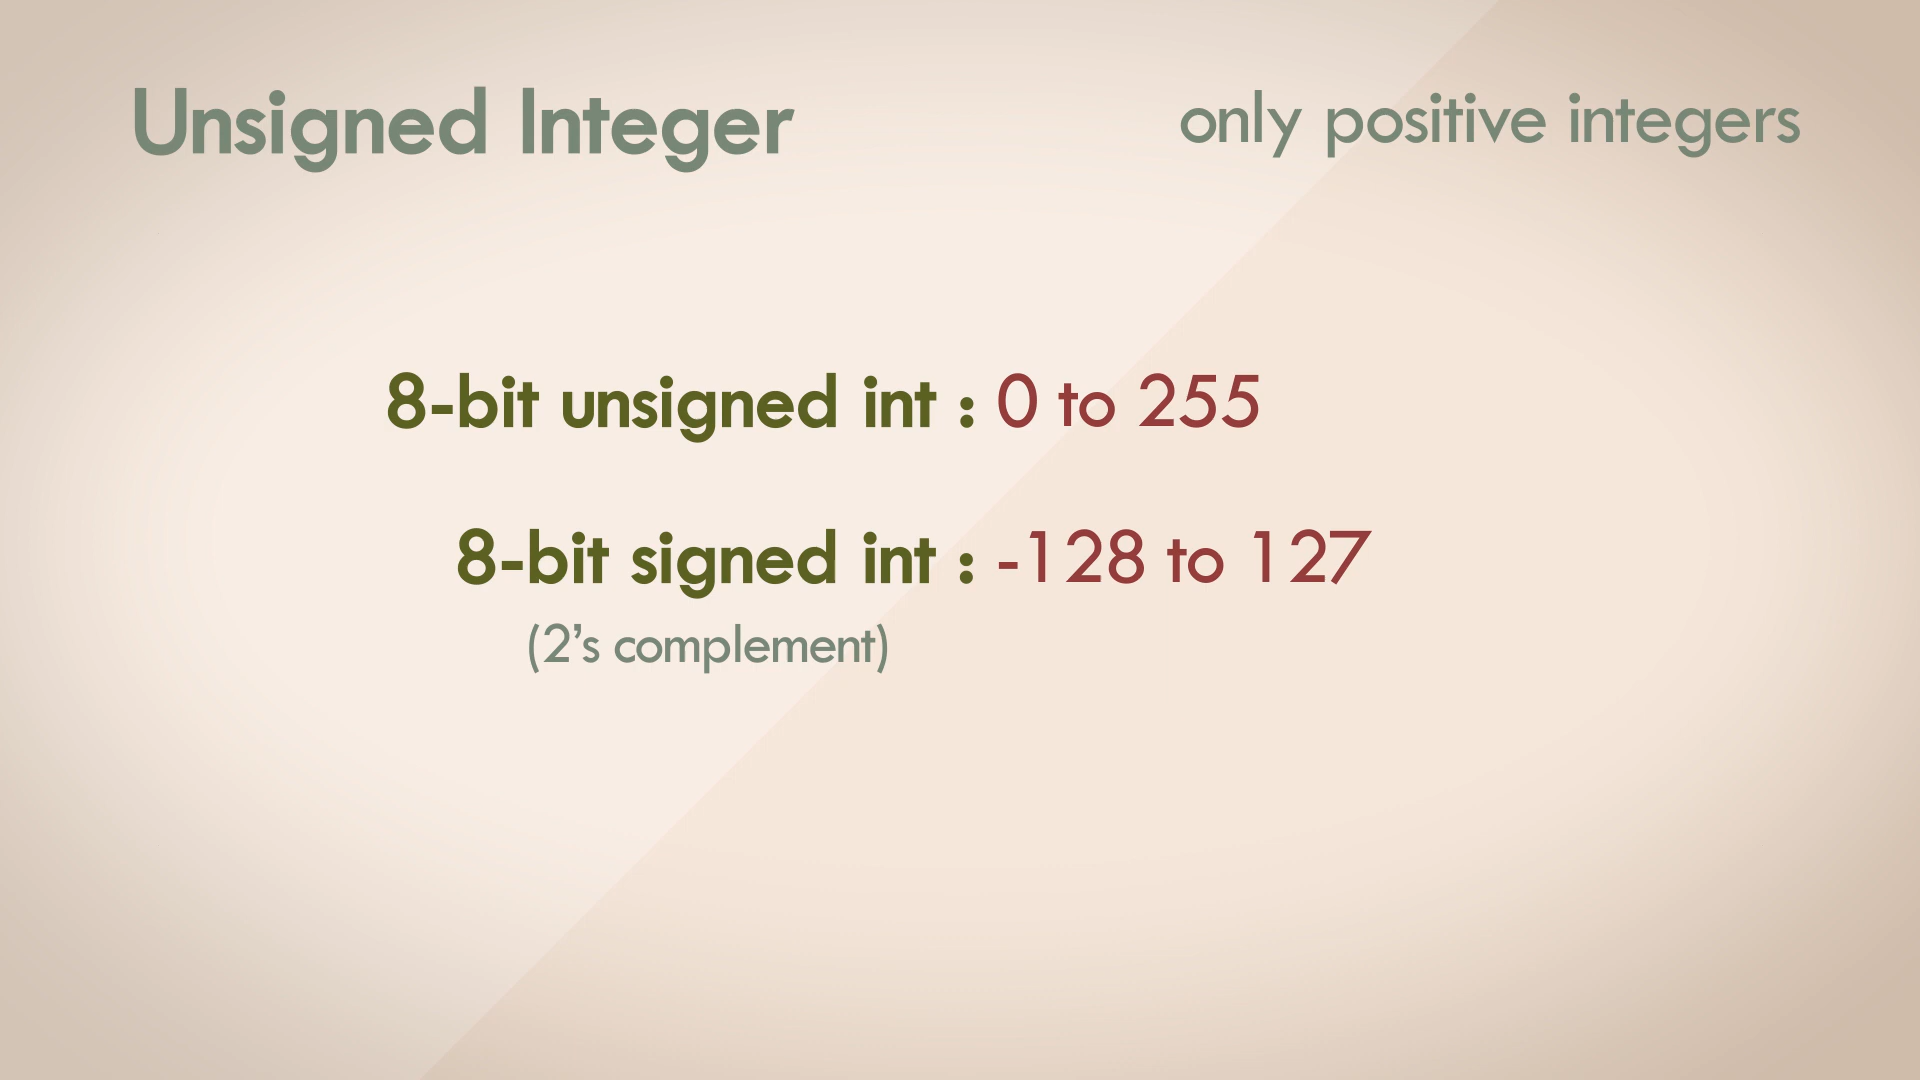 Unsigned Integer
only positive integers
8-bit unsigned int : 0 to 255
8-bit signed int : -128 to 127
(2’s complement)